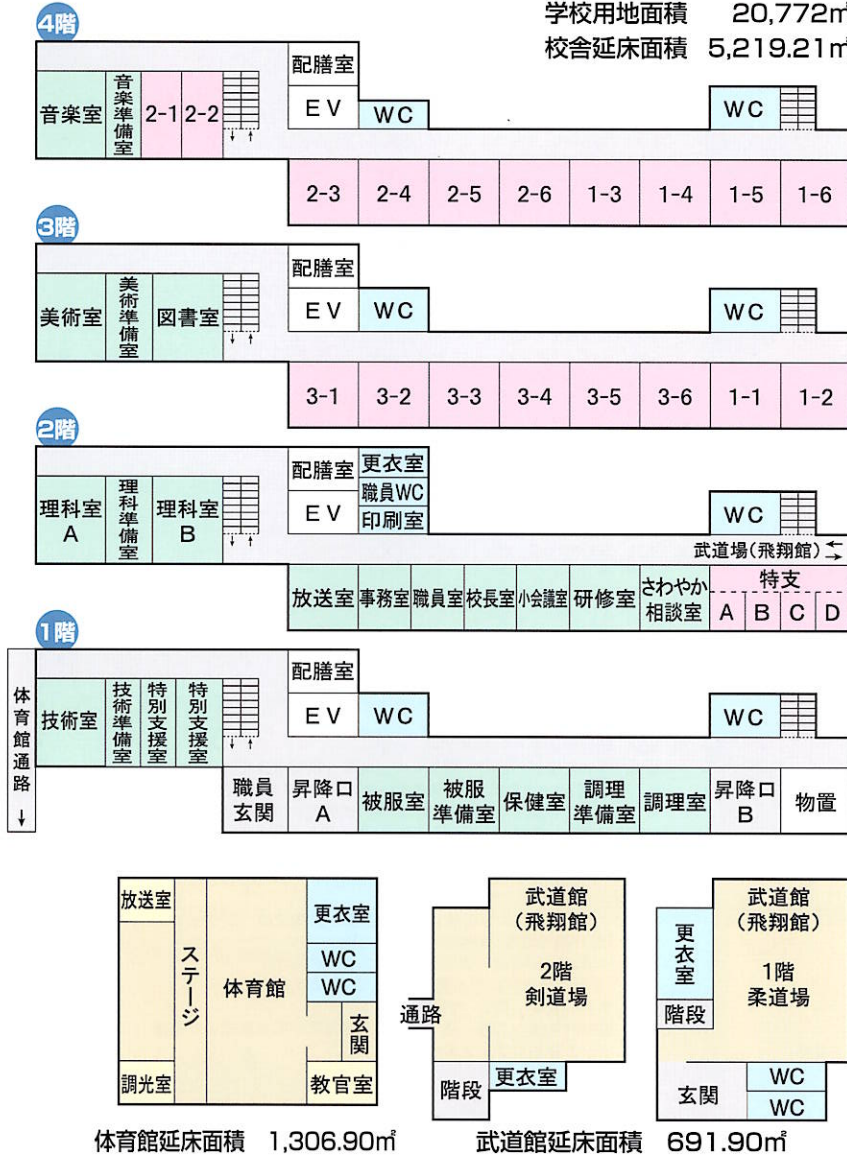 学校用地面積 20,772㎡
校舎延床面積 5,219.21㎡
4階
配膳室
音楽室
音楽準備室
2-1
2-2
↓ ↑
EV
WC
WC
2-3
2-4
2-5
2-6
1-3
1-4
1-5
1-6
3階
配膳室
美術室
美術準備室
図書室
↓ ↑
EV
WC
WC
3-1
3-2
3-3
3-4
3-5
3-6
1-1
1-2
2階
配膳室
更衣室
職員WC
印刷室
理科室
A
理科準備室
理科室
B
↓ ↑
EV
WC
武道場(飛翔館)
放送室
事務室
職員室
校長室
小会議室
研修室
さわやか
相談室
特支
A
B
C
D
1階
体育館通路
↓
配膳室
技術室
技術準備室
特別支援室
特別支援室
↓ ↑
EV
WC
WC
職員
玄関
昇降口
A
被服室
被服
準備室
保健室
調理
準備室
調理室
昇降口
B
物置
放送室
ステージ
体育館
更衣室
WC
WC
玄関
調光室
教官室
体育館延床面積 1,306.90㎡
武道館
(飛翔館)
2階
剣道場
通路
階段
更衣室
武道館
(飛翔館)
1階
柔道場
更衣室
階段
玄関
WC
WC
武道館延床面積 691.90㎡